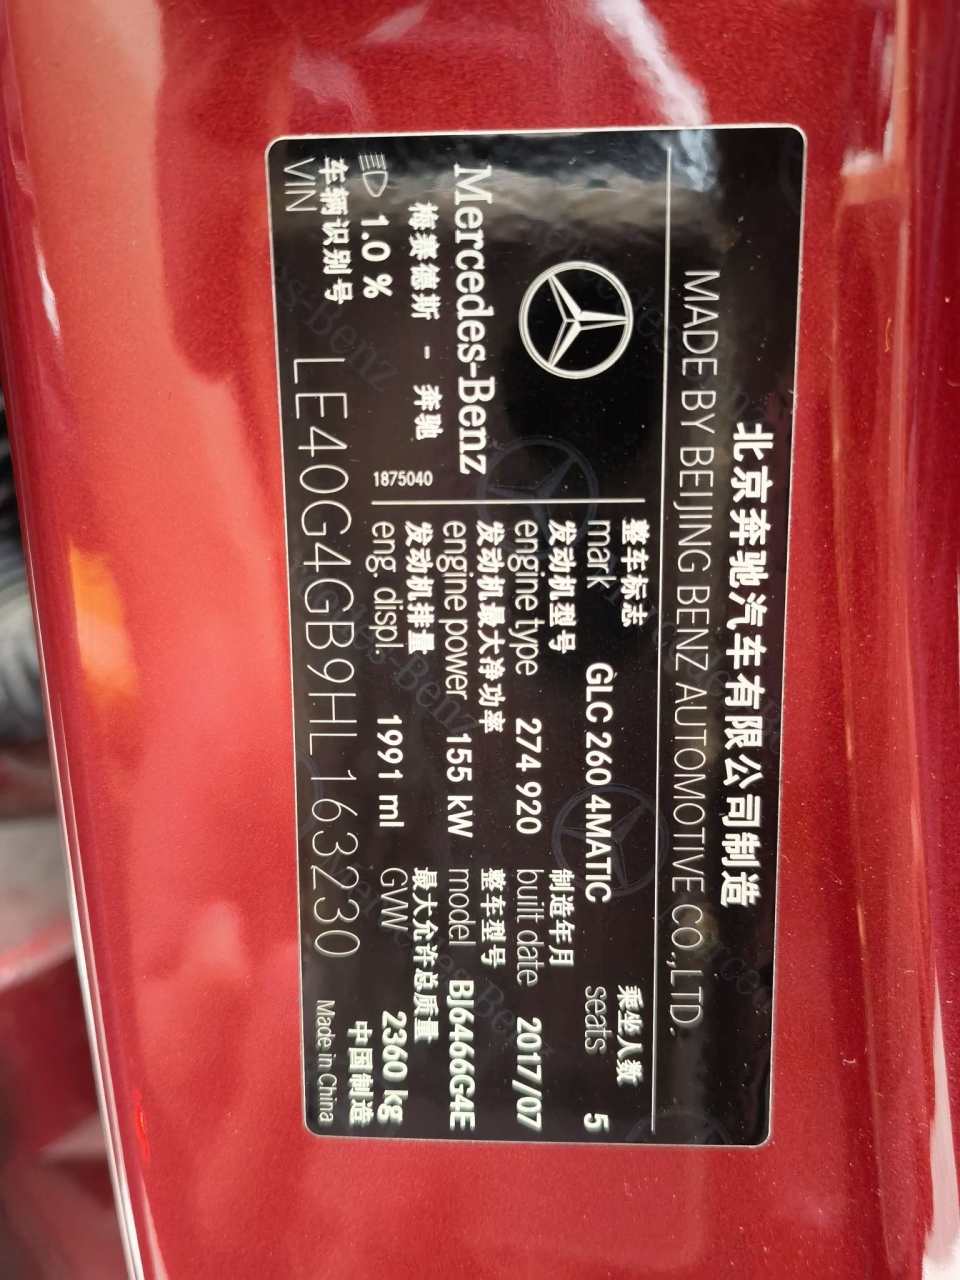 北京奔驰汽车有限公司制造
MADE BY BEIJING BENZ AUTOMOTIVE CO.,LTD.
Mercedes-Benz
梅赛德斯 - 奔驰
1.0 %
1875040
整车标志
mark GLC 260 4MATIC
乘坐人数
seats 5
发动机型号
engine type 274 920
制造年月
built date 2017/07
发动机最大净功率
engine power 155 kW
整车型号
model BJ6466G4E
发动机排量
eng. displ. 1991 ml
最大允许总质量
GVW 2360 kg
车辆识别号
VIN LE40G4GB9HL163230
中国制造
Made in China